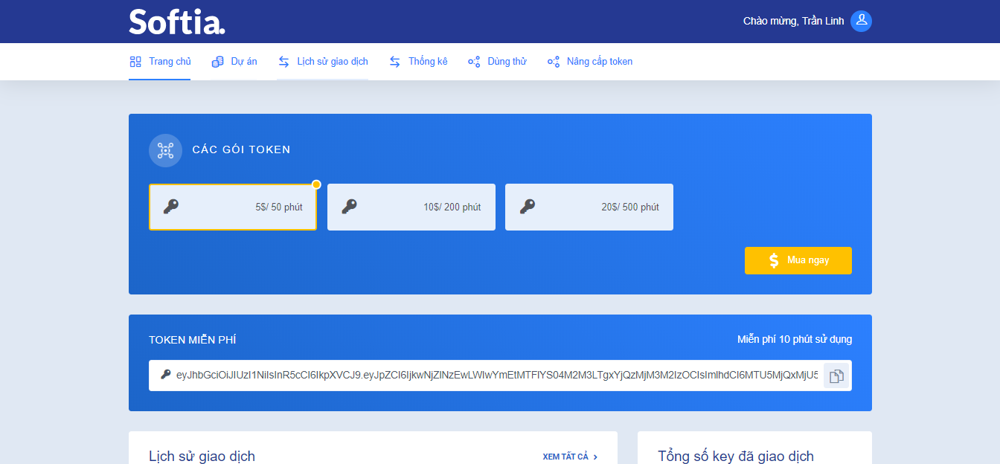 Softia.
Chào mừng, Trần Linh
Trang chủ
Dự án
Lịch sử giao dịch
Thống kê
Dùng thử
Nâng cấp token
CÁC GÓI TOKEN
5$/ 50 phút
10$/ 200 phút
20$/ 500 phút
Mua ngay
TOKEN MIỄN PHÍ
Miễn phí 10 phút sử dụng
eyJhbGciOiJIUzI1NiIsInR5cCI6IkpXVCJ9.eyJpZCI6IjkwNjZlNzEwLWIwYmEtMTFlYS04M2M3LTgxYjQzMjM3M2IzOCIsImlhdCI6MTU5MjQxMjU5
Lịch sử giao dịch
XEM TẤT CẢ
Tổng số key đã giao dịch